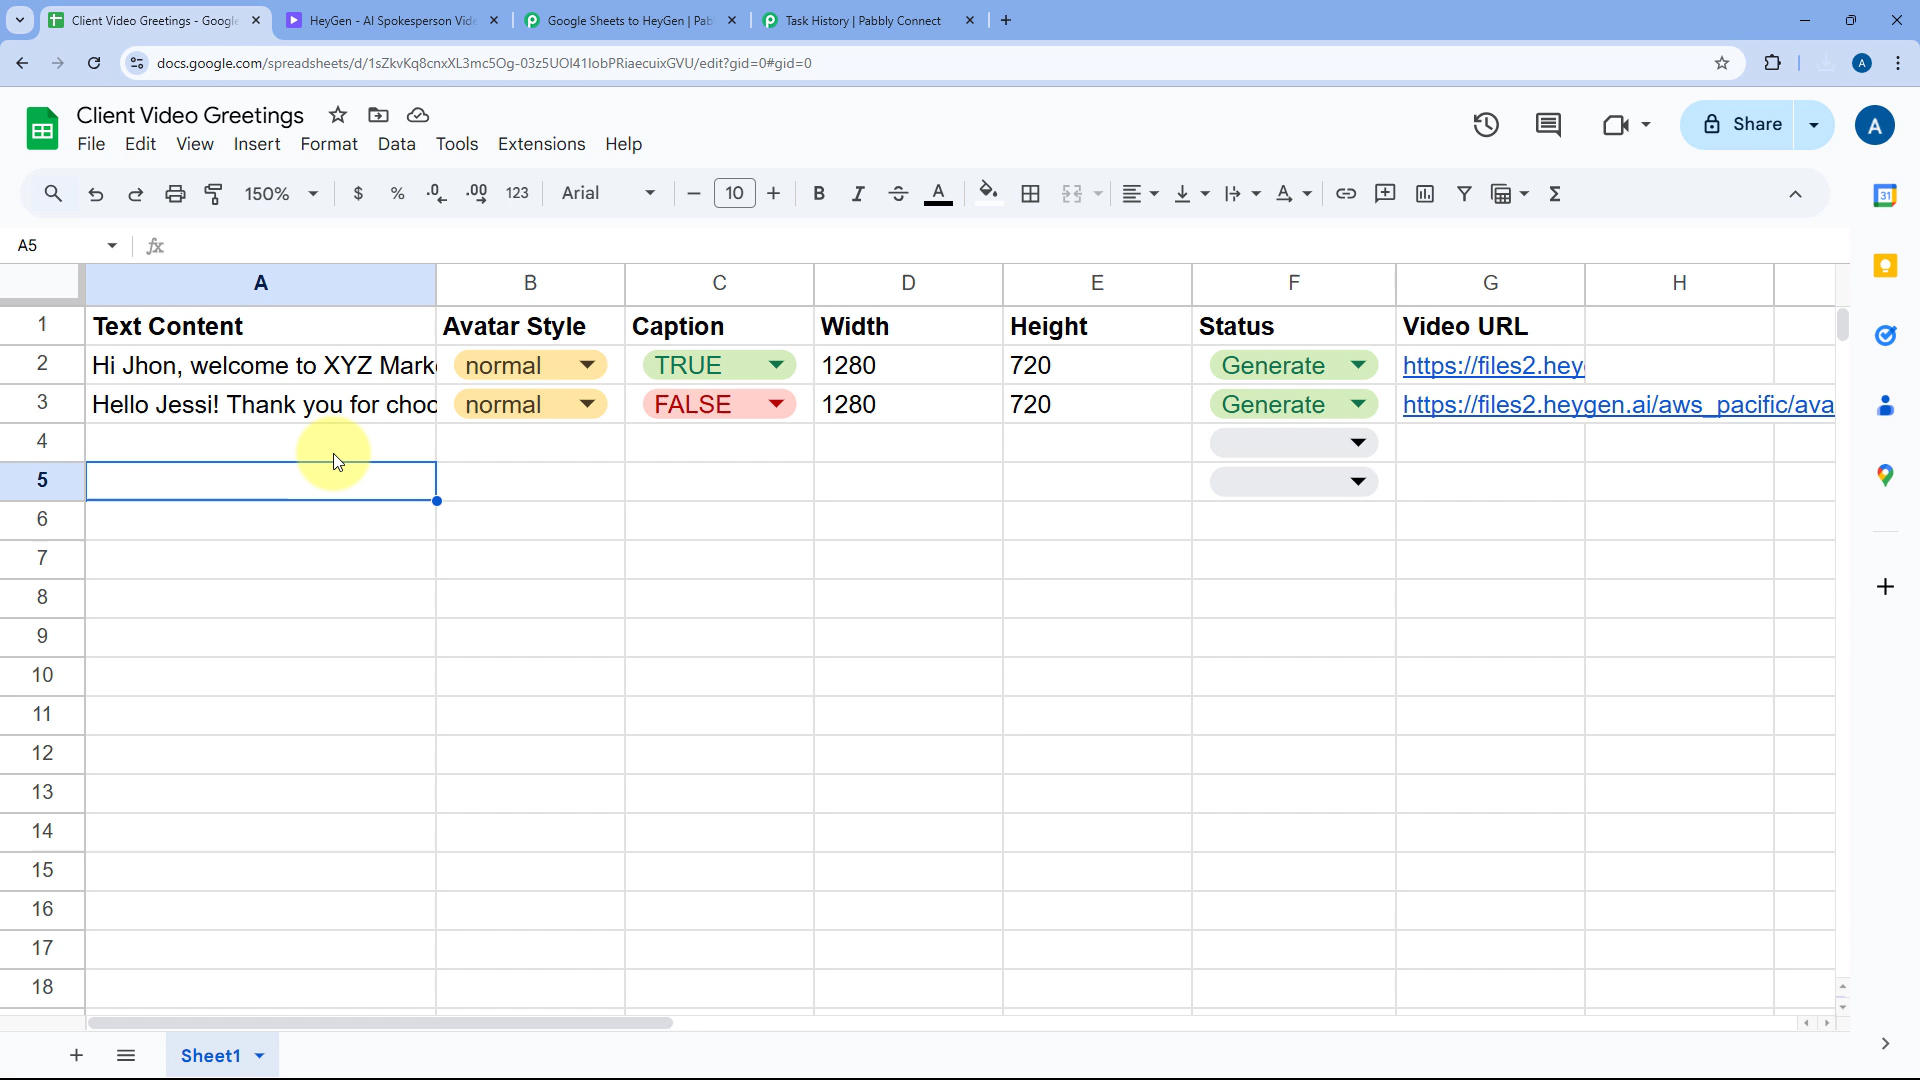 Client Video Greetings - Google
HeyGen - AI Spokesperson Vide
Google Sheets to HeyGen | Pab
Task History | Pabbly Connect
docs.google.com/spreadsheets/d/1sZkvKq8cnxXL3mc5Og-03z5UOl41IobPRiaecuixGVU/edit?gid=0#gid=0
A
Client Video Greetings
File Edit View Insert Format Data Tools Extensions Help
Share
A
150% $ % .0 .00 123 Arial 10 B I A
31
A5 fx
A B C D E F G H
1 Text Content Avatar Style Caption Width Height Status Video URL
2 Hi Jhon, welcome to XYZ Mark normal TRUE 1280 720 Generate https://files2.hey
3 Hello Jessi! Thank you for choo normal FALSE 1280 720 Generate https://files2.heygen.ai/aws_pacific/ava
4
5
6
7
8
9
10
11
12
13
14
15
16
17
18
Sheet1